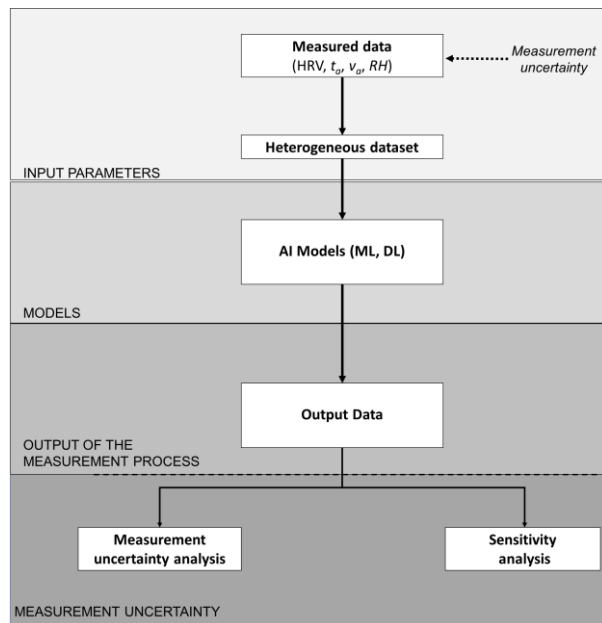 Measured data
(HRV, tₐ, vₐ, RH)
Measurement
uncertainty
Heterogeneous dataset
INPUT PARAMETERS
AI Models (ML, DL)
MODELS
Output Data
OUTPUT OF THE
MEASUREMENT PROCESS
Measurement
uncertainty analysis
Sensitivity
analysis
MEASUREMENT UNCERTAINTY